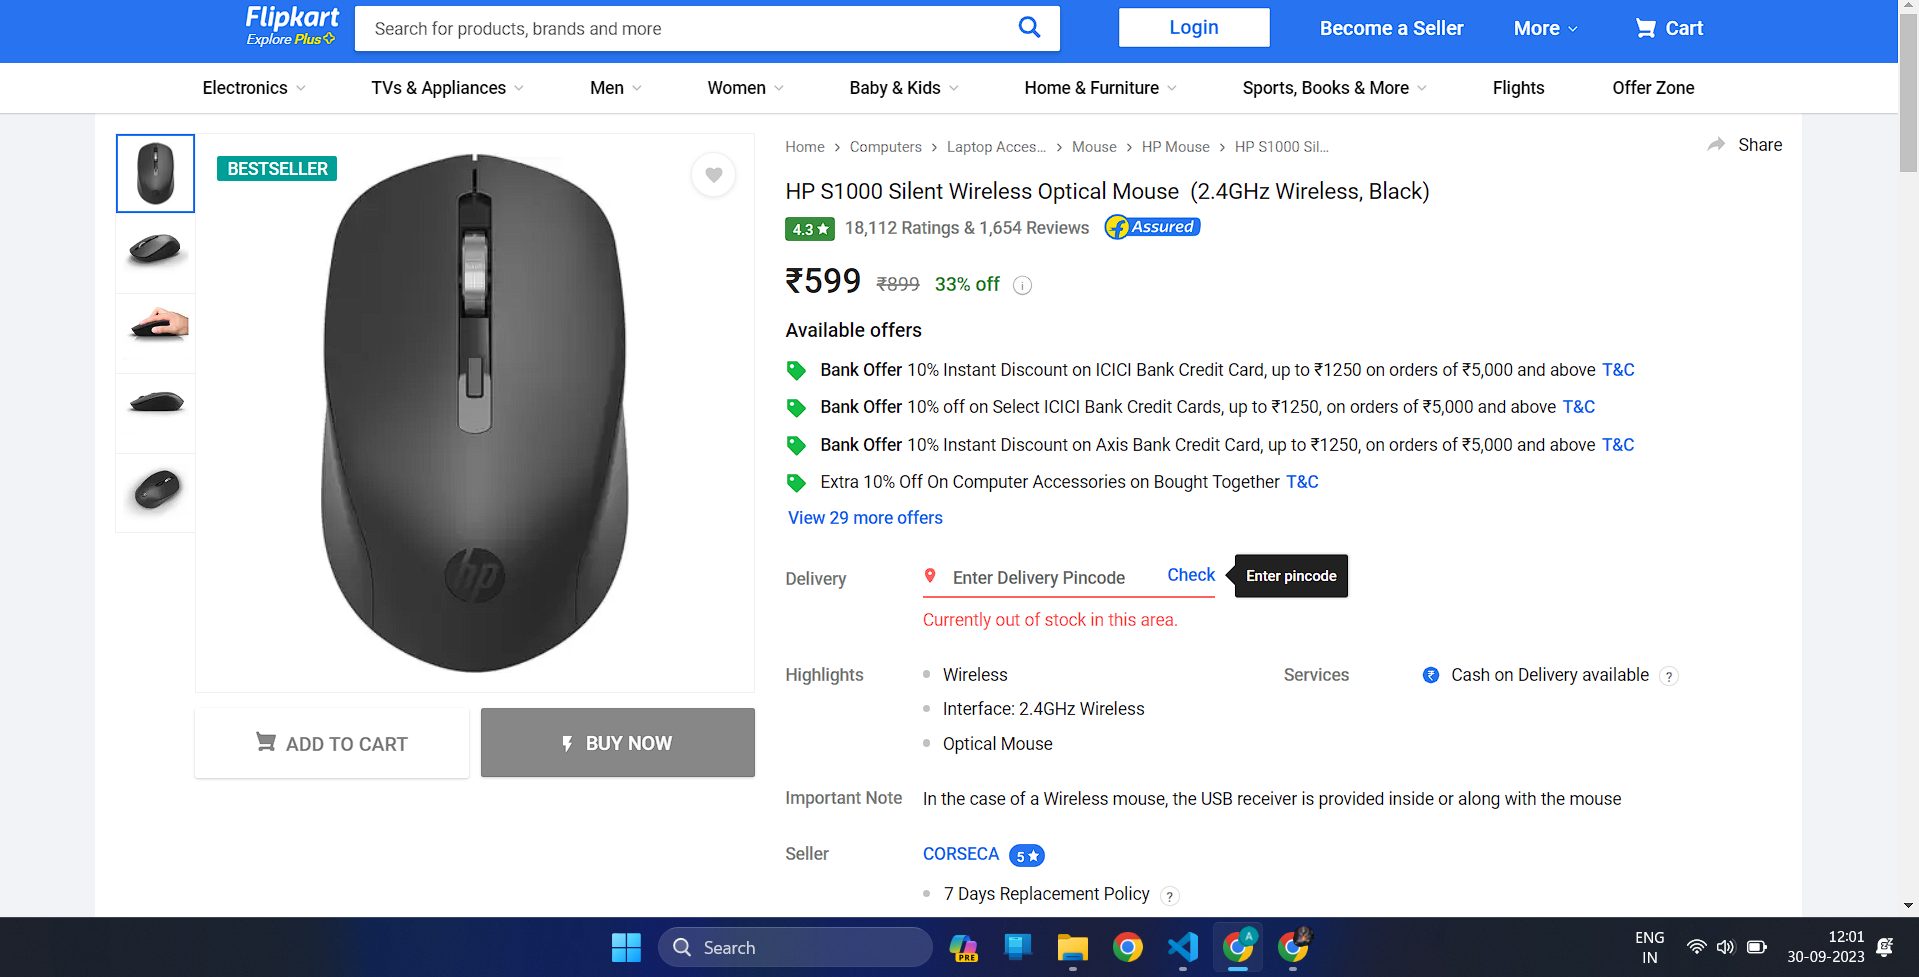 Flipkart
Explore Plus
Search for products, brands and more
Login
Become a Seller
More
Cart
Electronics
TVs & Appliances
Men
Women
Baby & Kids
Home & Furniture
Sports, Books & More
Flights
Offer Zone
BESTSELLER
hp
ADD TO CART
BUY NOW
Home > Computers > Laptop Acces... > Mouse > HP Mouse > HP S1000 Sil...
Share
HP S1000 Silent Wireless Optical Mouse (2.4GHz Wireless, Black)
4.3★ 18,112 Ratings & 1,654 Reviews f Assured
₹599 ₹899 33% off i
Available offers
Bank Offer 10% Instant Discount on ICICI Bank Credit Card, up to ₹1250 on orders of ₹5,000 and above T&C
Bank Offer 10% off on Select ICICI Bank Credit Cards, up to ₹1250, on orders of ₹5,000 and above T&C
Bank Offer 10% Instant Discount on Axis Bank Credit Card, up to ₹1250, on orders of ₹5,000 and above T&C
Extra 10% Off On Computer Accessories on Bought Together T&C
View 29 more offers
Delivery
Enter Delivery Pincode Check
Enter pincode
Currently out of stock in this area.
Highlights
Wireless
Interface: 2.4GHz Wireless
Optical Mouse
Services
₹ Cash on Delivery available ?
Important Note
In the case of a Wireless mouse, the USB receiver is provided inside or along with the mouse
Seller
CORSECA 5★
7 Days Replacement Policy ?
Search
PRE
A
ENG
IN
12:01
30-09-2023